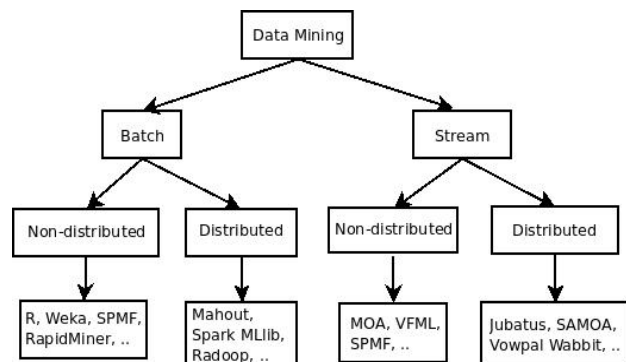 Data Mining
Batch
Stream
Non-distributed
Distributed
Non-distributed
Distributed
R, Weka, SPMF,
RapidMiner, ..
Mahout,
Spark MLlib,
Radoop, ..
MOA, VFML,
SPMF, ..
Jubatus, SAMOA,
Vowpal Wabbit, ..